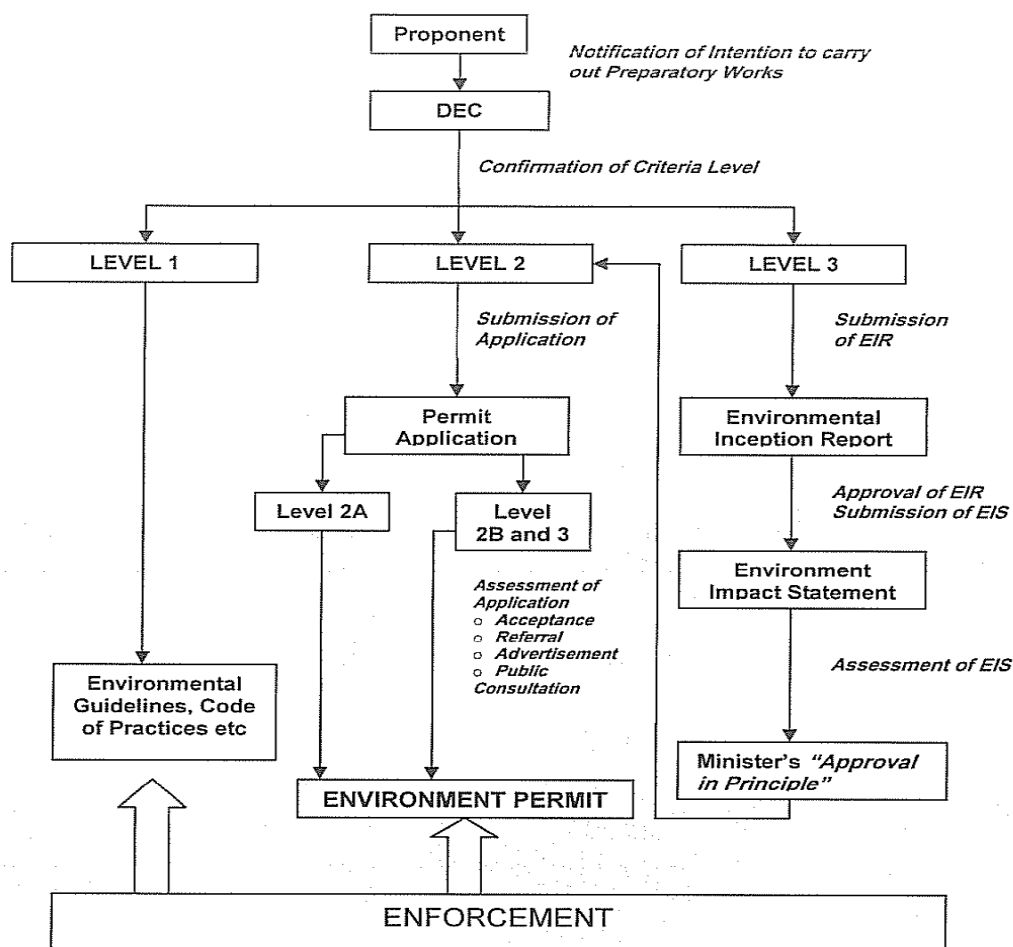 Proponent
Notification of Intention to carry
out Preparatory Works
DEC
Confirmation of Criteria Level
LEVEL 1
LEVEL 2
LEVEL 3
Submission of
Application
Submission
of EIR
Permit
Application
Environmental
Inception Report
Level 2A
Level
2B and 3
Approval of EIR
Submission of EIS
Environment
Impact Statement
Assessment of
Application
o Acceptance
o Referral
o Advertisement
o Public
Consultation
Assessment of EIS
Environmental
Guidelines, Code
of Practices etc
Minister's "Approval
in Principle"
ENVIRONMENT PERMIT
ENFORCEMENT